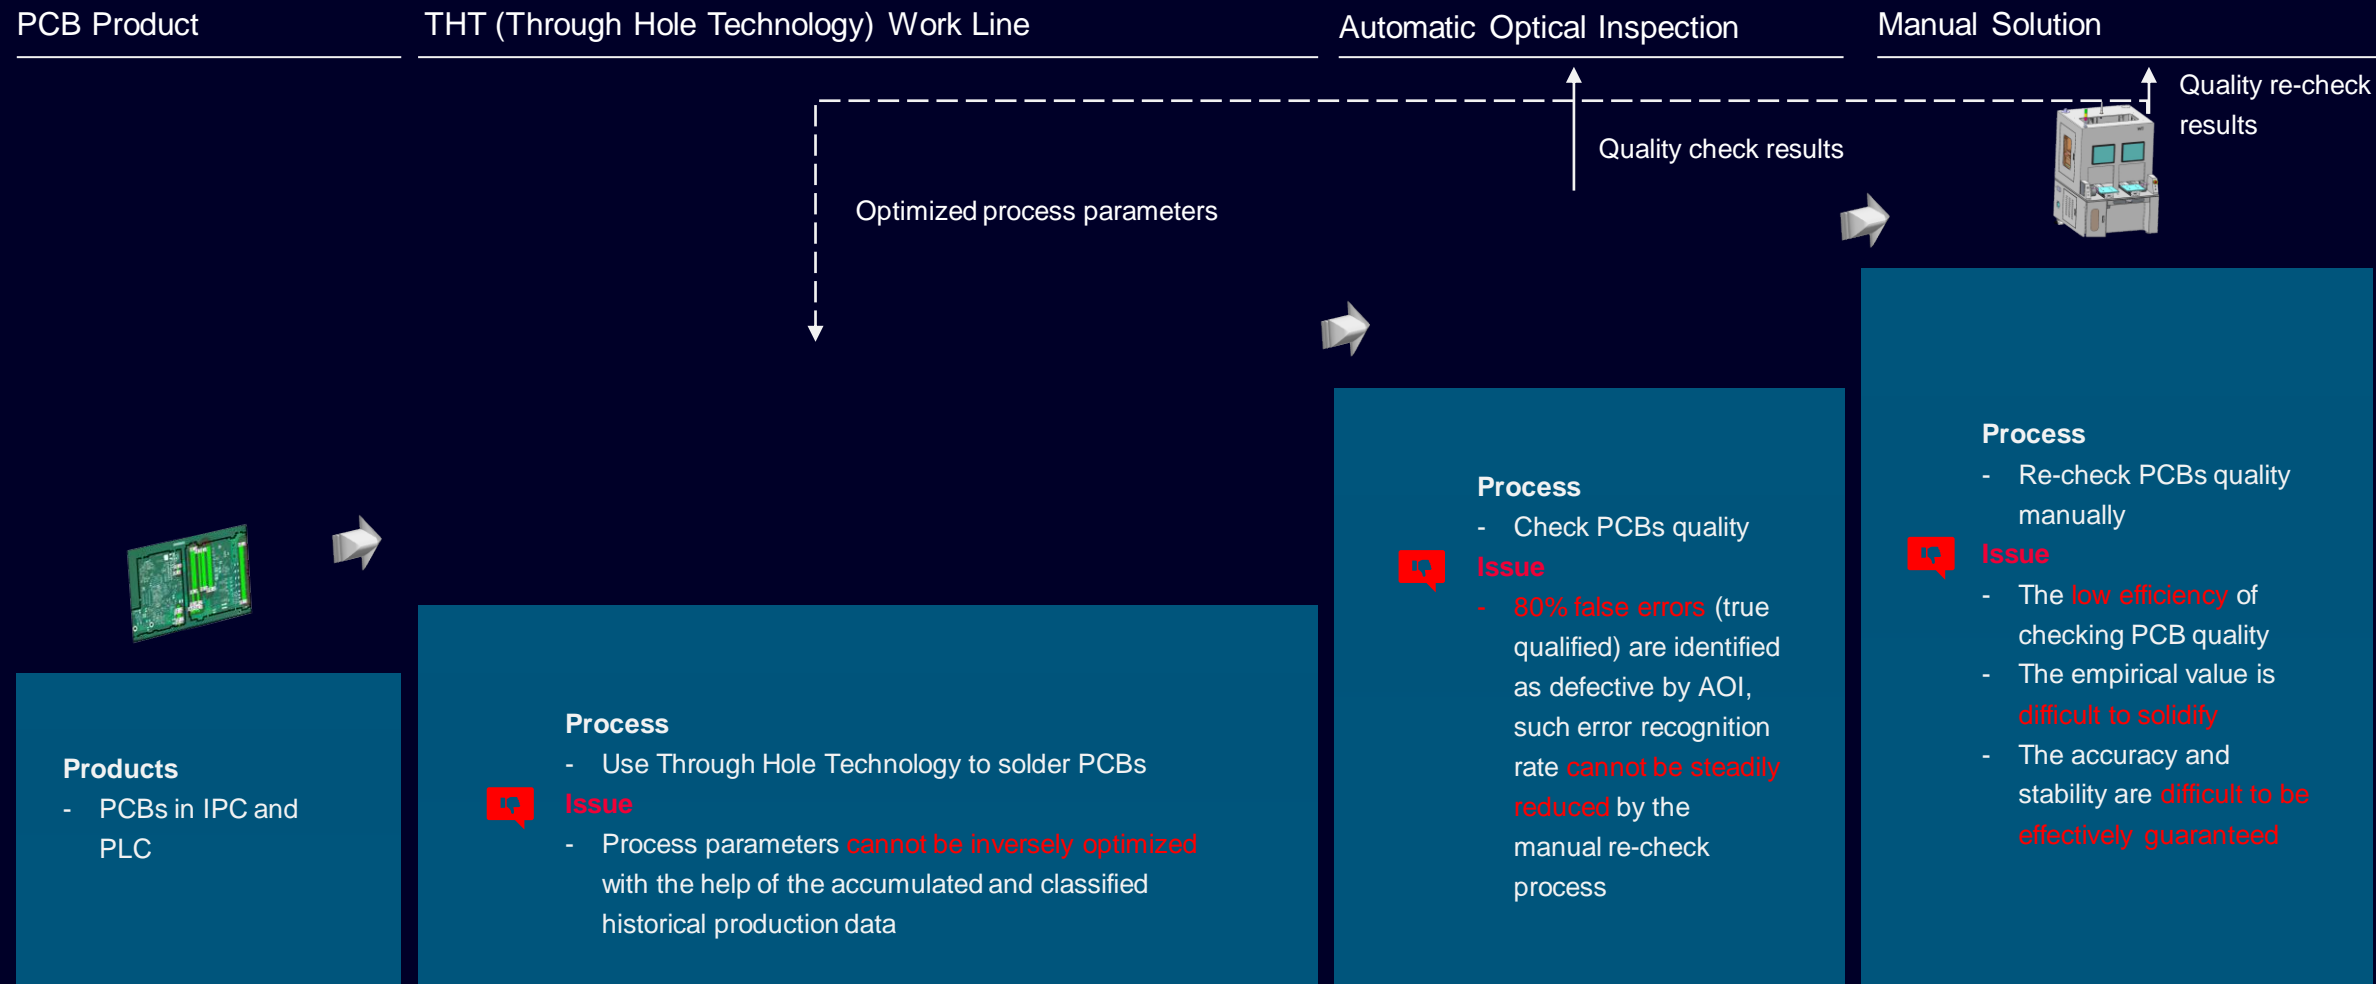 PCB Product
THT (Through Hole Technology) Work Line
Automatic Optical Inspection
Manual Solution
Quality re-check
results
Quality check results
Optimized process parameters
Products
- PCBs in IPC and
PLC
Process
- Use Through Hole Technology to solder PCBs
Issue
- Process parameters cannot be inversely optimized
with the help of the accumulated and classified
historical production data
Process
- Check PCBs quality
Issue
- 80% false errors (true
qualified) are identified
as defective by AOI,
such error recognition
rate cannot be steadily
reduced by the
manual re-check
process
Process
- Re-check PCBs quality
manually
Issue
- The low efficiency of
checking PCB quality
- The empirical value is
difficult to solidify
- The accuracy and
stability are difficult to be
effectively guaranteed